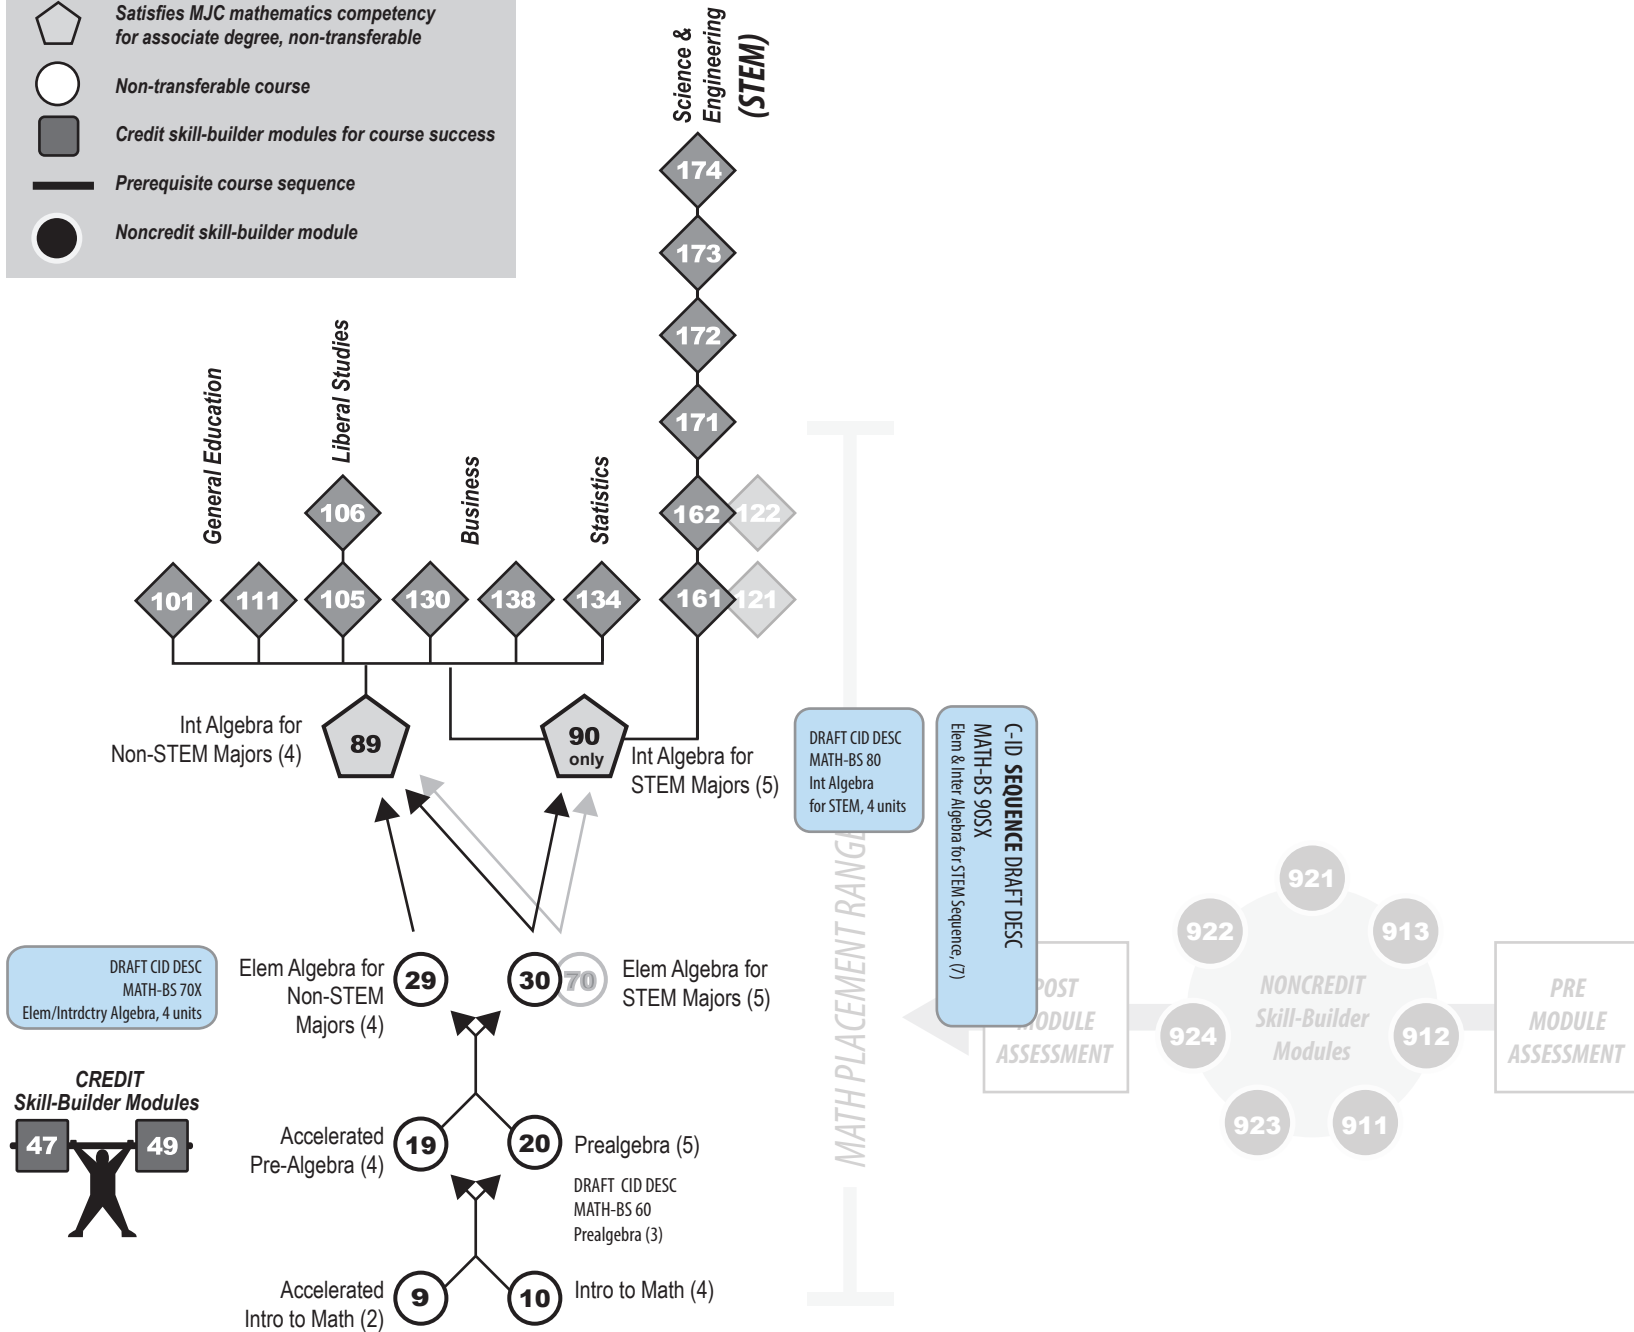 Satisfies MJC mathematics competency
for associate degree, non-transferable
Non-transferable course
Credit skill-builder modules for course success
Prerequisite course sequence
Noncredit skill-builder module
Science &
Engineering
(STEM)
174
173
172
171
General Education
Liberal Studies
Business
Statistics
106
162
122
101
111
105
130
138
134
161
121
Int Algebra for
Non-STEM Majors (4)
89
90
only
Int Algebra for
STEM Majors (5)
DRAFT CID DESC
MATH-BS 80
Int Algebra
for STEM, 4 units
C-ID SEQUENCE DRAFT DESC
MATH-BS 90SX
Elem & Inter Algebra for STEM Sequence, (7)
MATH PLACEMENT RANGE
DRAFT CID DESC
MATH-BS 70X
Elem/Intrdctry Algebra, 4 units
Elem Algebra for
Non-STEM
Majors (4)
29
30
70
Elem Algebra for
STEM Majors (5)
POST
MODULE
ASSESSMENT
921
922
913
924
912
923
911
NONCREDIT
Skill-Builder
Modules
PRE
MODULE
ASSESSMENT
CREDIT
Skill-Builder Modules
47
49
Accelerated
Pre-Algebra (4)
19
20
Prealgebra (5)
DRAFT CID DESC
MATH-BS 60
Prealgebra (3)
Accelerated
Intro to Math (2)
9
10
Intro to Math (4)